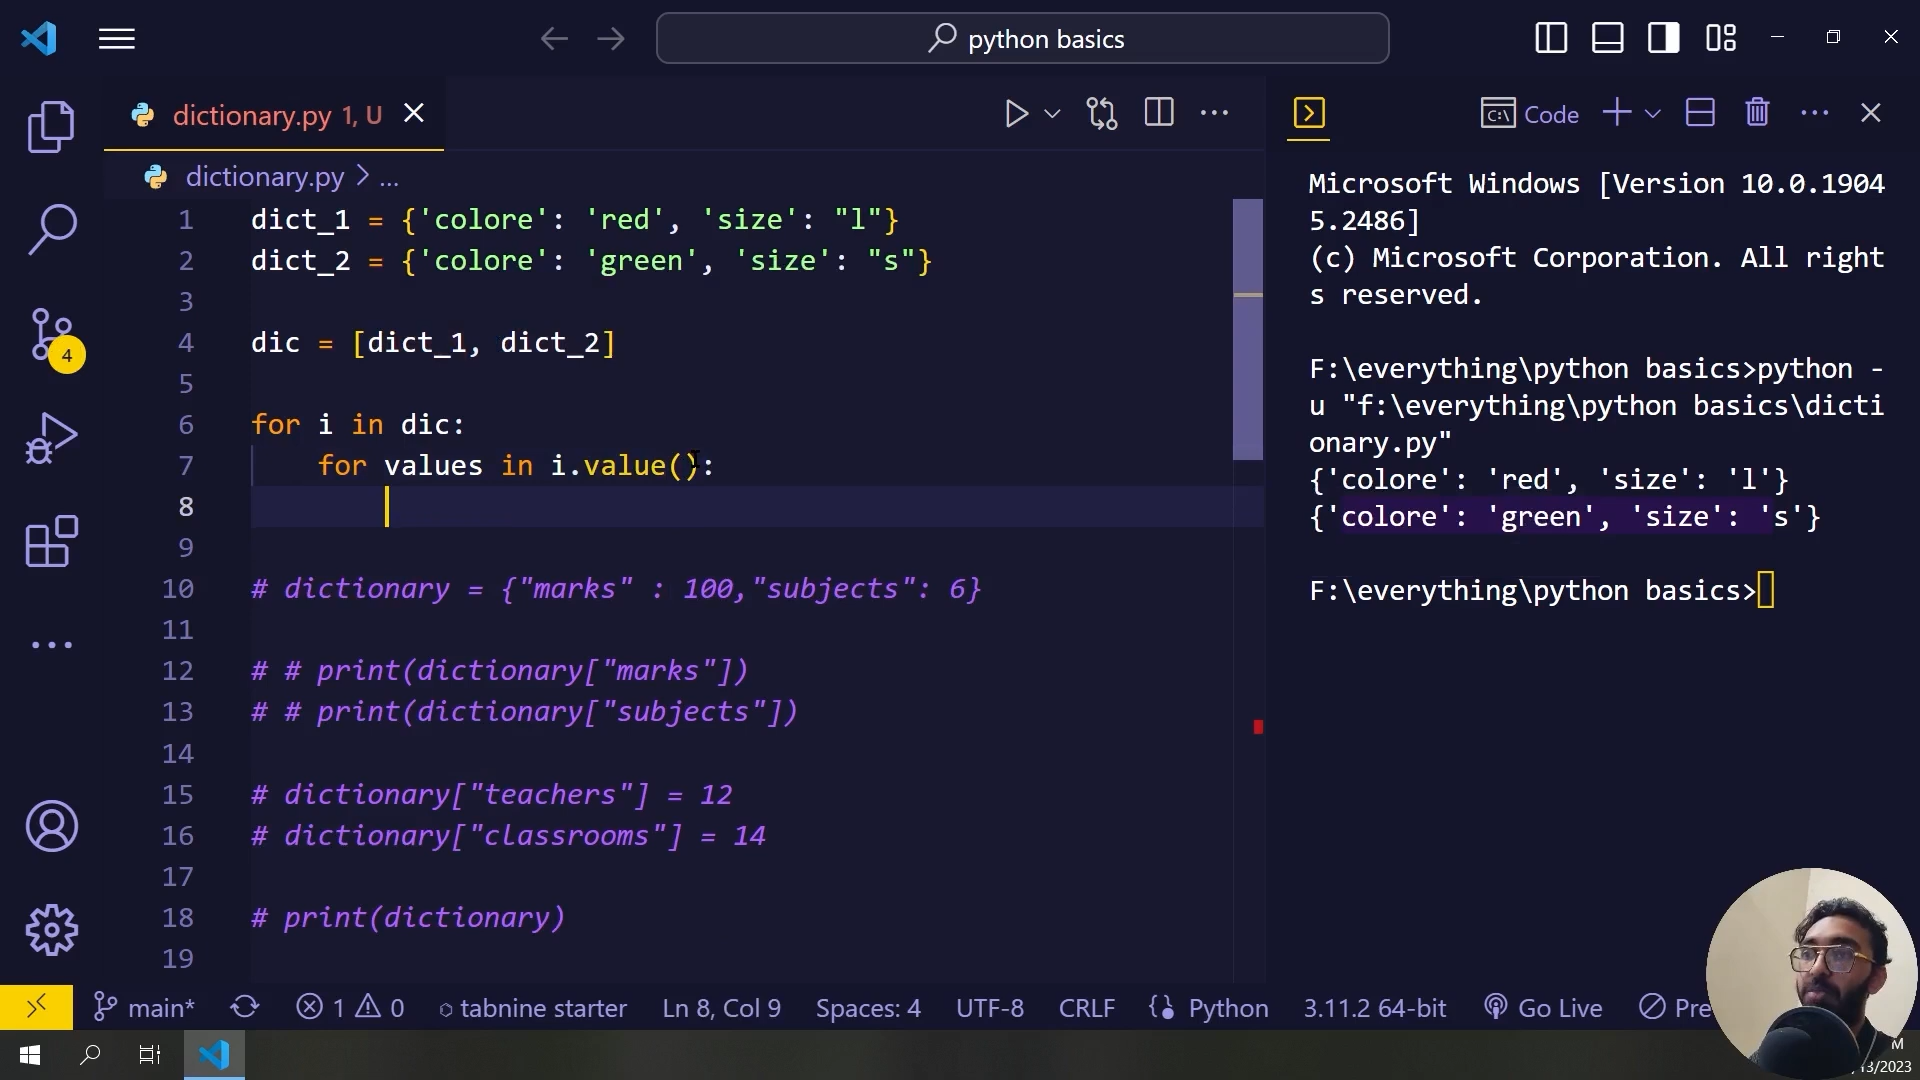 python basics
dictionary.py 1, U
Code
dictionary.py > ...
1 dict_1 = {'colore': 'red', 'size': "l"}
2 dict_2 = {'colore': 'green', 'size': "s"}
3
4 dic = [dict_1, dict_2]
5
6 for i in dic:
7 for values in i.value():
8
9
10 # dictionary = {"marks" : 100,"subjects": 6}
11
12 # # print(dictionary["marks"])
13 # # print(dictionary["subjects"])
14
15 # dictionary["teachers"] = 12
16 # dictionary["classrooms"] = 14
17
18 # print(dictionary)
19
Microsoft Windows [Version 10.0.1904
5.2486]
(c) Microsoft Corporation. All right
s reserved.
F:\everything\python basics>python -
u "f:\everything\python basics\dicti
onary.py"
{'colore': 'red', 'size': 'l'}
{'colore': 'green', 'size': 's'}
F:\everything\python basics>
4
main* 1 0 tabnine starter Ln 8, Col 9 Spaces: 4 UTF-8 CRLF Python 3.11.2 64-bit Go Live Pre
M
13/2023